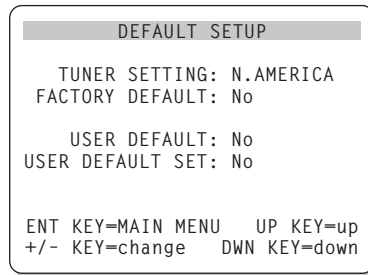 DEFAULT SETUP
TUNER SETTING: N.AMERICA
FACTORY DEFAULT: No
USER DEFAULT: No
USER DEFAULT SET: No
ENT KEY=MAIN MENU UP KEY=up
+/- KEY=change DWN KEY=down